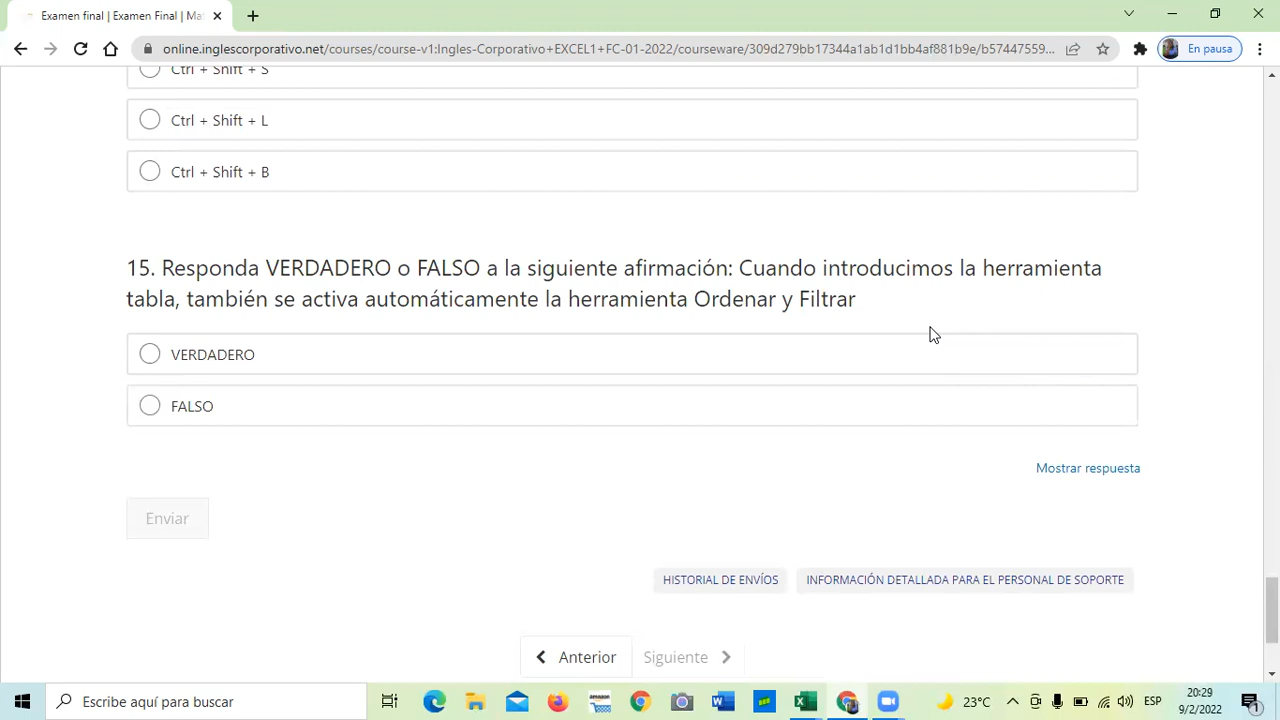 Examen final | Examen Final | Ma
online.inglescorporativo.net/courses/course-v1:Ingles-Corporativo+EXCEL1+FC-01-2022/courseware/309d279bb17344a1ab1d1bb4af881b9e/b57447559...
En pausa
Ctrl + Shift + S
Ctrl + Shift + L
Ctrl + Shift + B
15. Responda VERDADERO o FALSO a la siguiente afirmación: Cuando introducimos la herramienta
tabla, también se activa automáticamente la herramienta Ordenar y Filtrar
VERDADERO
FALSO
Mostrar respuesta
Enviar
HISTORIAL DE ENVÍOS
INFORMACIÓN DETALLADA PARA EL PERSONAL DE SOPORTE
Anterior
Siguiente
Escribe aquí para buscar
23°C
ESP
20:29
9/2/2022